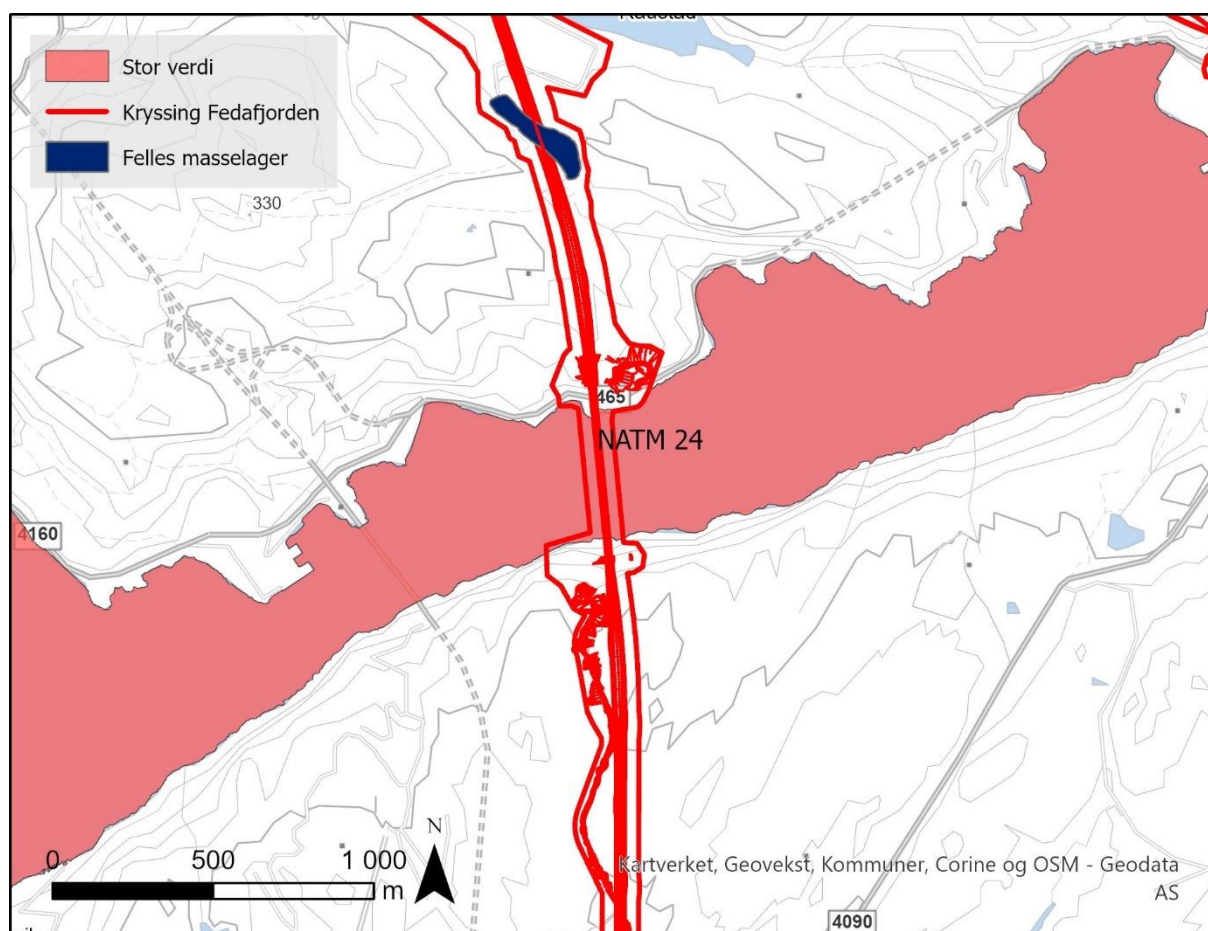 Stor verdi
Kryssing Fedafjorden
Felles masselager
330
465
NATM 24
4160
N
0 500 1 000
m
Kartverket, Geovekst, Kommuner, Corine og OSM - Geodata
AS
4090